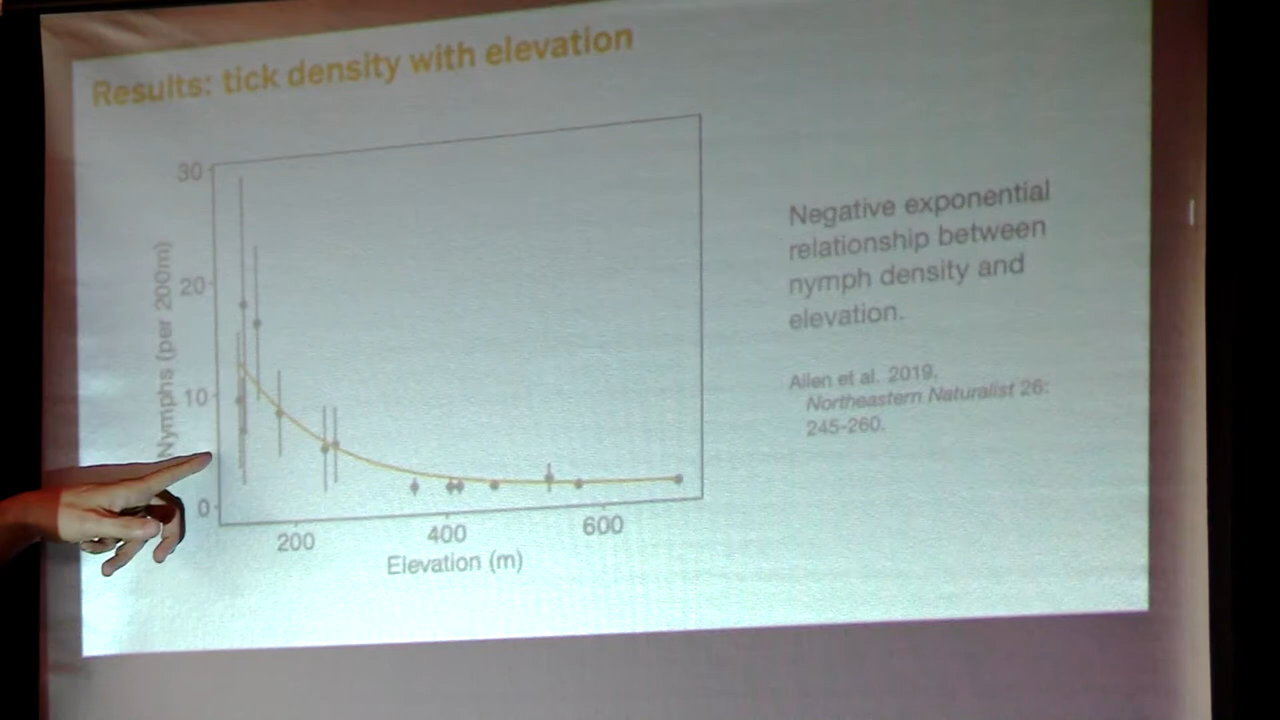 Results: tick density with elevation
30
20
10
0
Nymphs (per 200m)
200
400
600
Elevation (m)
Negative exponential
relationship between
nymph density and
elevation.
Allen et al. 2019.
Northeastern Naturalist 26:
245-260.